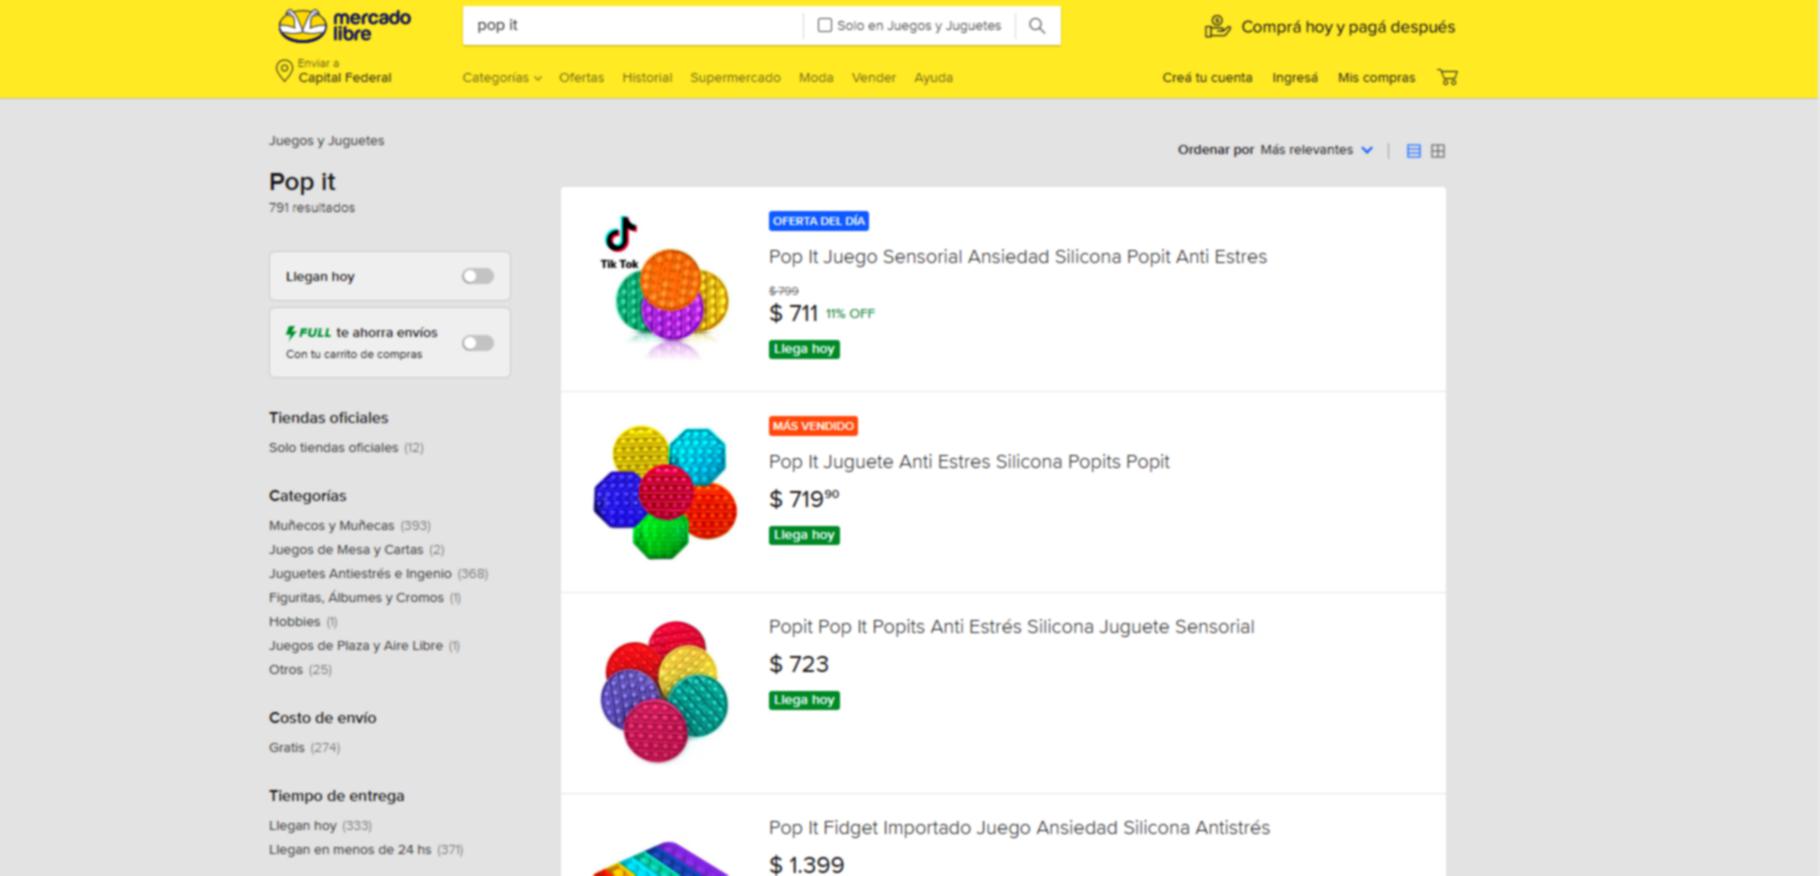 mercado
libre
pop it
Solo en Juegos y Juguetes
Comprá hoy y pagá después
Enviar a
Capital Federal
Categorías
Ofertas
Historial
Supermercado
Moda
Vender
Ayuda
Creá tu cuenta
Ingresá
Mis compras
Juegos y Juguetes
Pop it
791 resultados
Ordenar por Más relevantes
Llegan hoy
FULL te ahorra envíos
Con tu carrito de compras
Tiendas oficiales
Solo tiendas oficiales (12)
Categorías
Muñecos y Muñecas (393)
Juegos de Mesa y Cartas (2)
Juguetes Antiestrés e Ingenio (368)
Figuritas, Álbumes y Cromos (1)
Hobbies (1)
Juegos de Plaza y Aire Libre (1)
Otros (25)
Costo de envío
Gratis (274)
Tiempo de entrega
Llegan hoy (333)
Llegan en menos de 24 hs (371)
Tik Tok
OFERTA DEL DÍA
Pop It Juego Sensorial Ansiedad Silicona Popit Anti Estres
$ 799
$ 711 11% OFF
Llega hoy
MÁS VENDIDO
Pop It Juguete Anti Estres Silicona Popits Popit
$ 719 90
Llega hoy
Popit Pop It Popits Anti Estrés Silicona Juguete Sensorial
$ 723
Llega hoy
Pop It Fidget Importado Juego Ansiedad Silicona Antistrés
$ 1.399